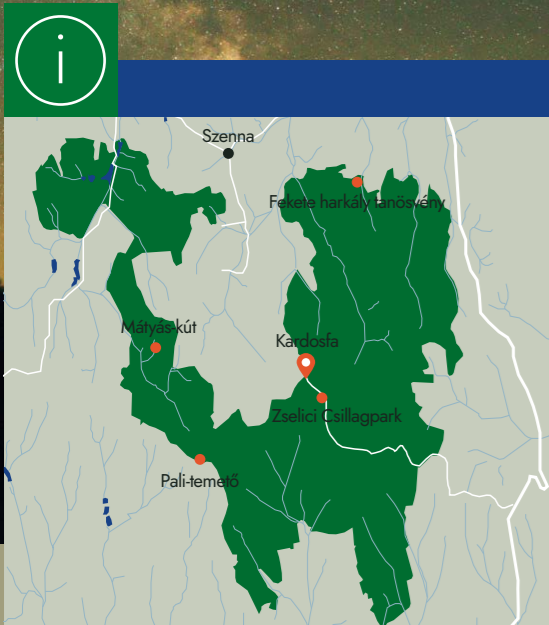 i
Szenna
Fekete harkály tanösvény
Mátyás-kút
Kardosfa
Zselici Csillagpark
Pali-temető